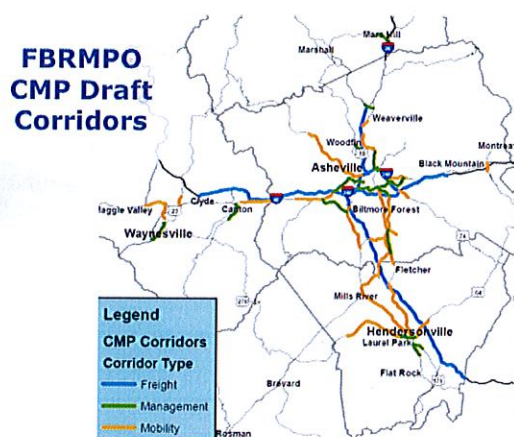 FBRMPO
CMP Draft
Corridors
Mars Hill
Marshall
Weaverville
Woodfin
Asheville
Black Mountain
Montreat
Clyde
Canton
Maggie Valley
Waynesville
Biltmore Forest
Fletcher
Mills River
Hendersonville
Laurel Park
Flat Rock
Brevard
Rosman
Legend
CMP Corridors
Corridor Type
Freight
Management
Mobility